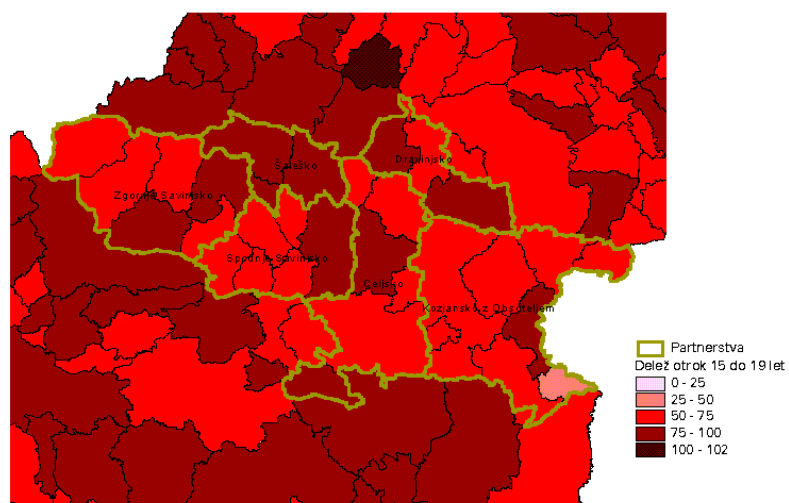 Dravinjsko
Šaleško
Zgornje Savinjsko
Spodnje Savinjsko
Celjsko
Kozjansko z Obsoteljem
Partnerstva
Delež otrok 15 do 19 let
0 - 25
25 - 50
50 - 75
75 - 100
100 - 102